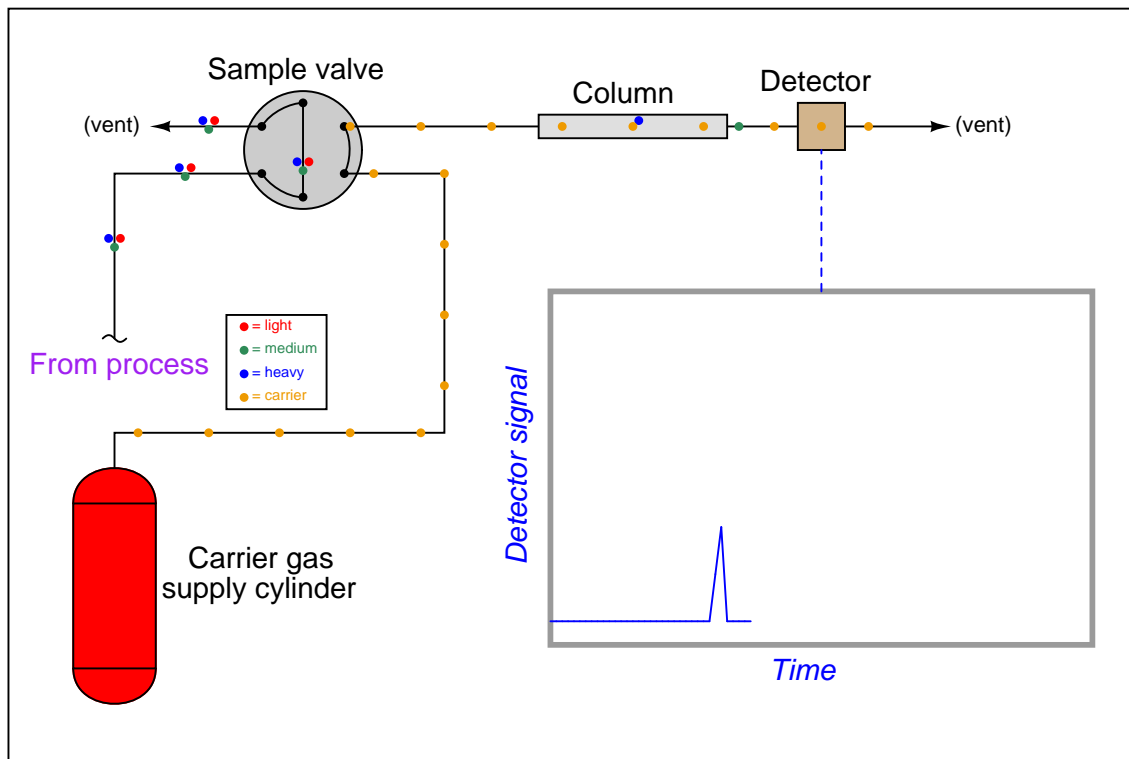 Sample valve
Column
Detector
(vent)
(vent)
= light
= medium
= heavy
= carrier
From process
Carrier gas
supply cylinder
Detector signal
Time